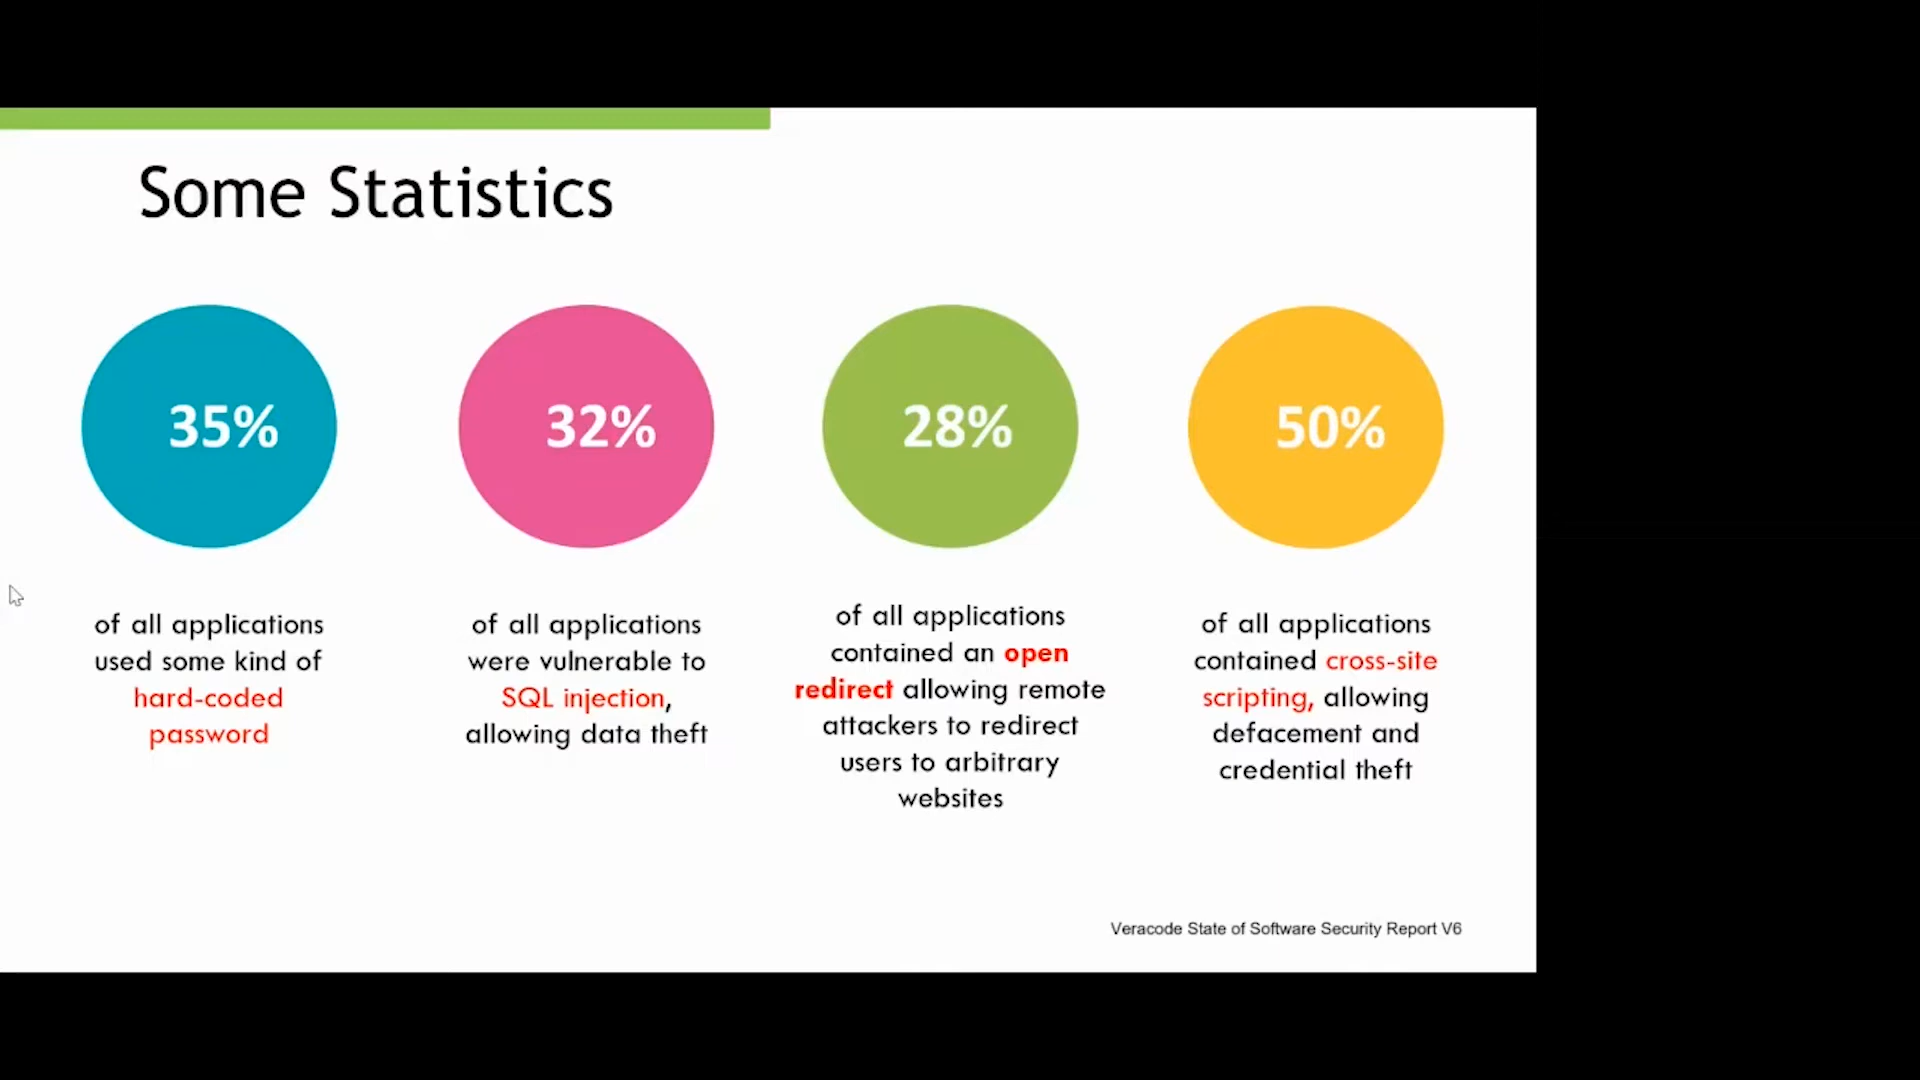 Some Statistics
35%
of all applications
used some kind of
hard-coded
password
32%
of all applications
were vulnerable to
SQL injection,
allowing data theft
28%
of all applications
contained an open
redirect allowing remote
attackers to redirect
users to arbitrary
websites
50%
of all applications
contained cross-site
scripting, allowing
defacement and
credential theft
Veracode State of Software Security Report V6